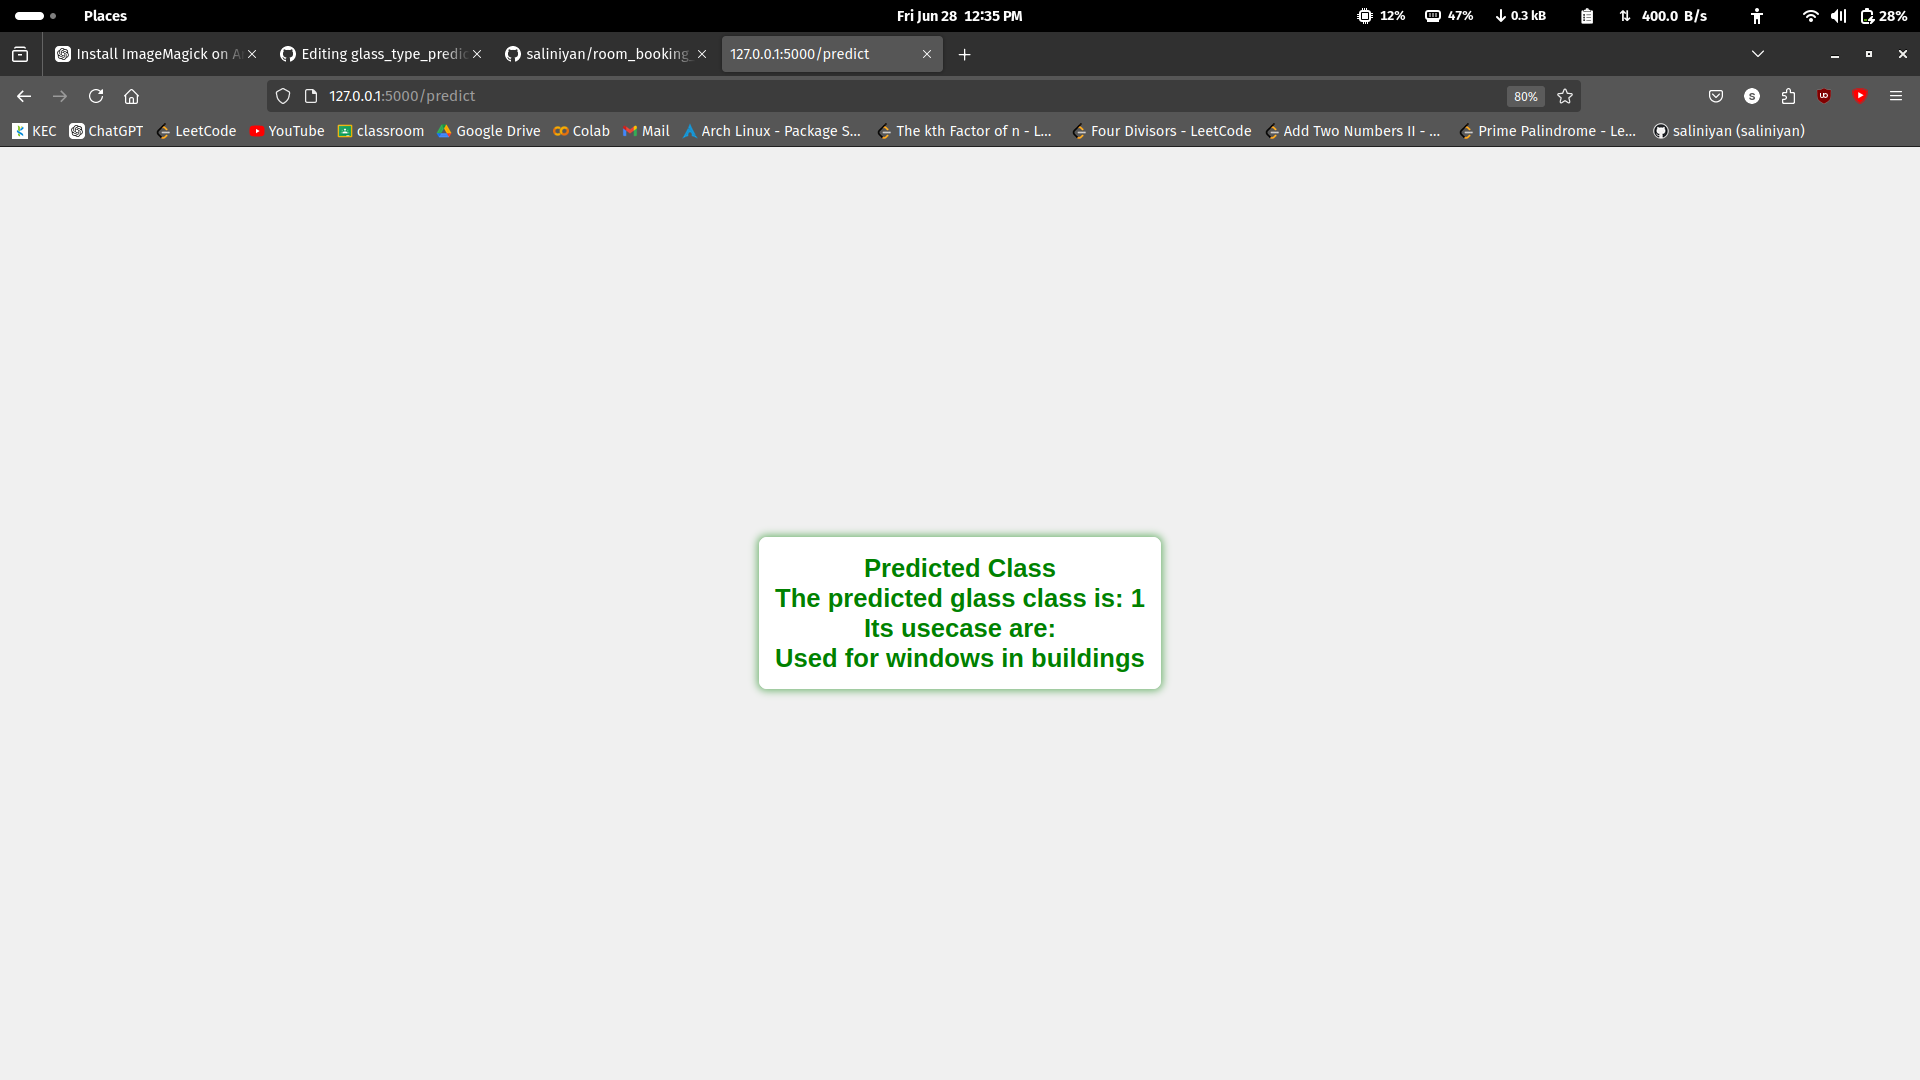 Places
Fri Jun 28 12:35 PM
12%
47%
0.3 kB
400.0 B/s
28%
Install ImageMagick on A
Editing glass_type_predic
saliniyan/room_booking_
127.0.0.1:5000/predict
127.0.0.1:5000/predict
80%
S
KEC
ChatGPT
LeetCode
YouTube
classroom
Google Drive
Colab
Mail
Arch Linux - Package S...
The kth Factor of n - L...
Four Divisors - LeetCode
Add Two Numbers II - ...
Prime Palindrome - Le...
saliniyan (saliniyan)
Predicted Class
The predicted glass class is: 1
Its usecase are:
Used for windows in buildings